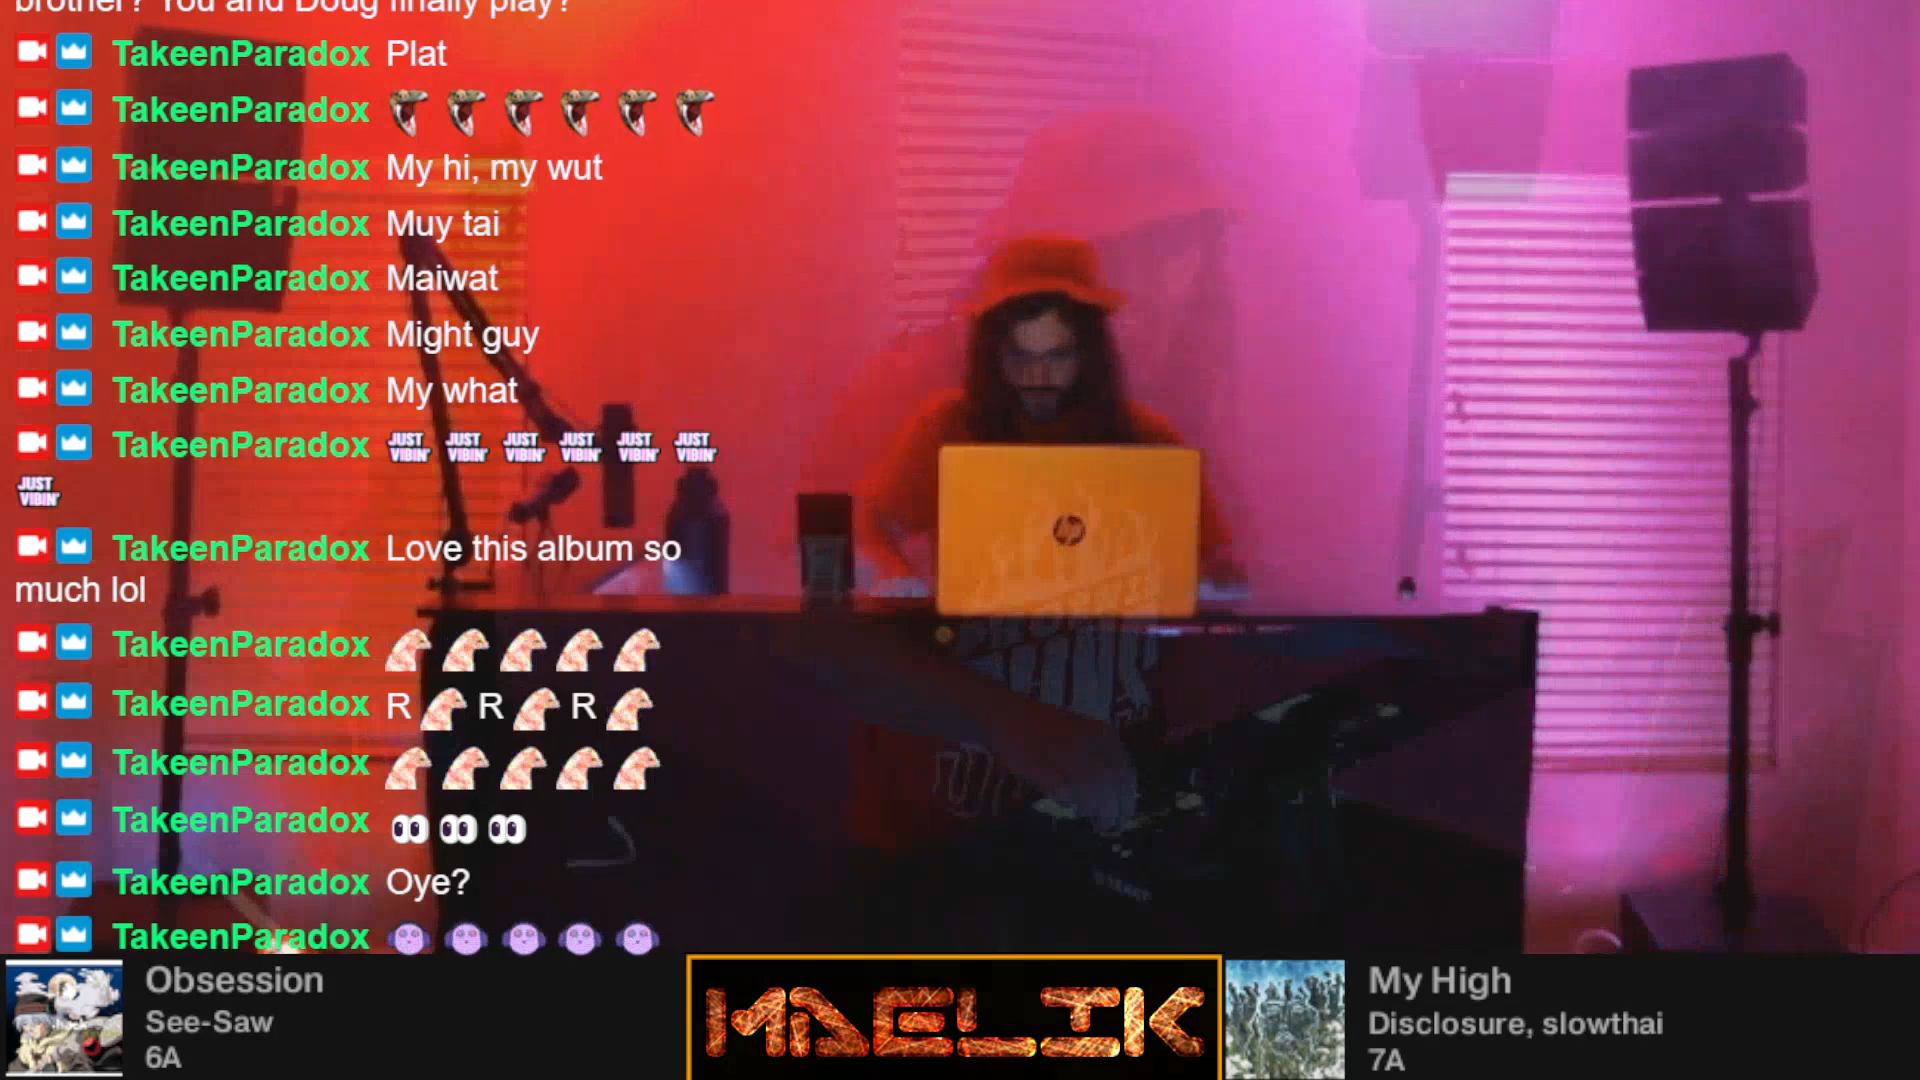 brother? You and Doug finally play?
TakeenParadox Plat
TakeenParadox
TakeenParadox My hi, my wut
TakeenParadox Muy tai
TakeenParadox Maiwat
TakeenParadox Might guy
TakeenParadox My what
TakeenParadox JUST VIBIN' JUST VIBIN' JUST VIBIN' JUST VIBIN' JUST VIBIN' JUST VIBIN'
JUST VIBIN'
TakeenParadox Love this album so
much lol
TakeenParadox
TakeenParadox R R R
TakeenParadox
TakeenParadox
TakeenParadox Oye?
TakeenParadox
hp
Obsession
See-Saw
6A
MAELIK
My High
Disclosure, slowthai
7A